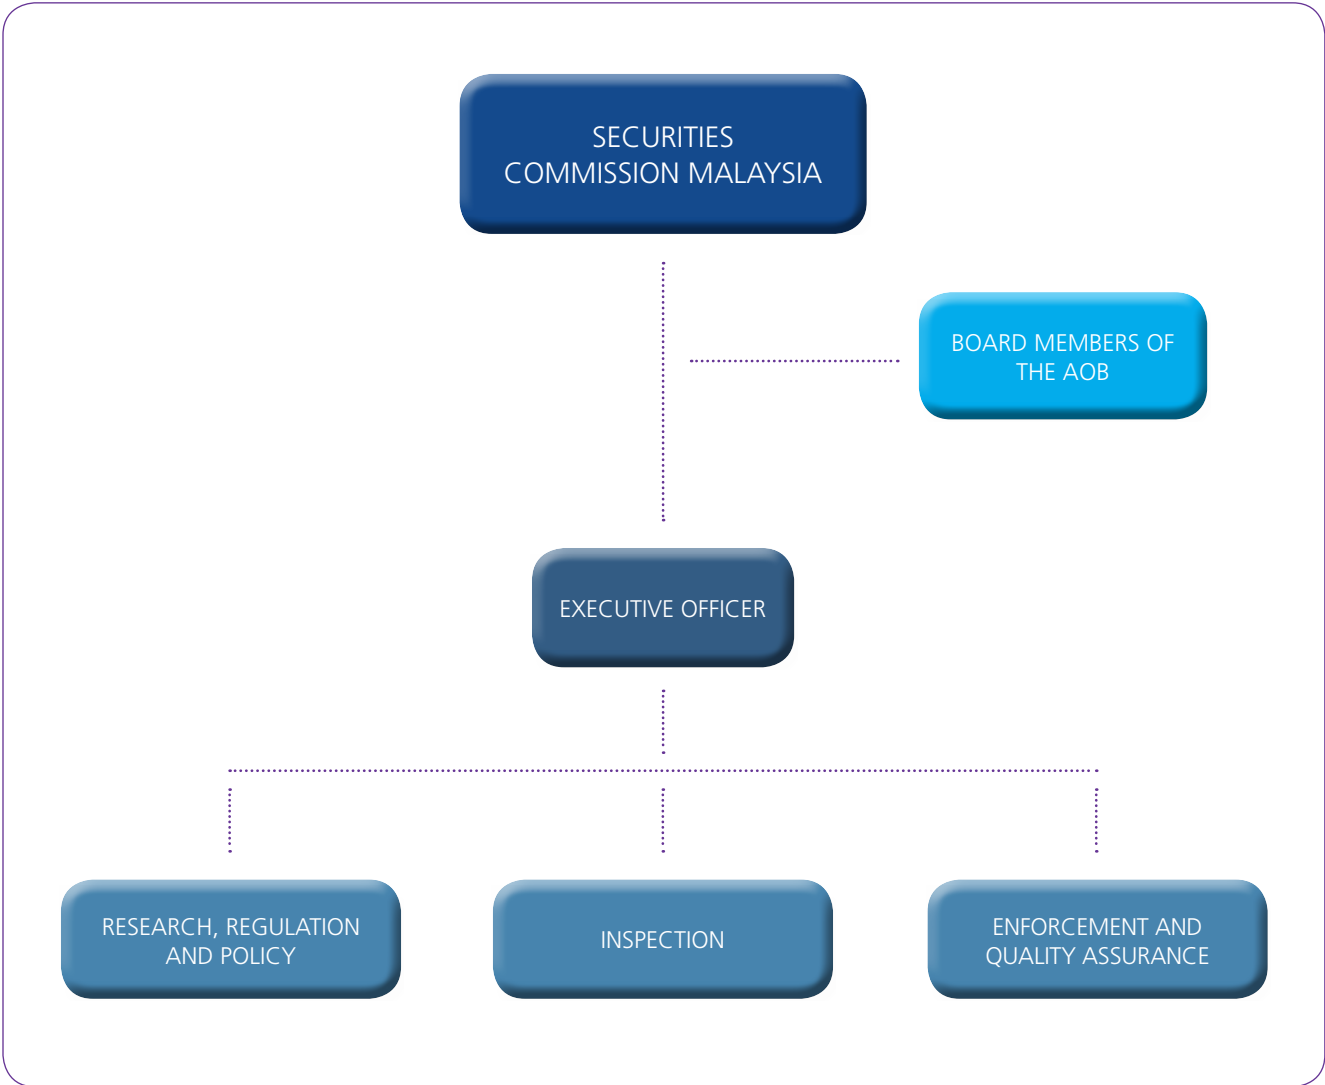 SECURITIES
COMMISSION MALAYSIA
BOARD MEMBERS OF
THE AOB
EXECUTIVE OFFICER
RESEARCH, REGULATION
AND POLICY
INSPECTION
ENFORCEMENT AND
QUALITY ASSURANCE